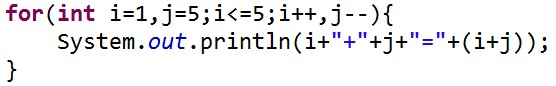 for(int i=1,j=5;i<=5;i++,j--){
    System.out.println(i+"+"+j+"="+(i+j));
}